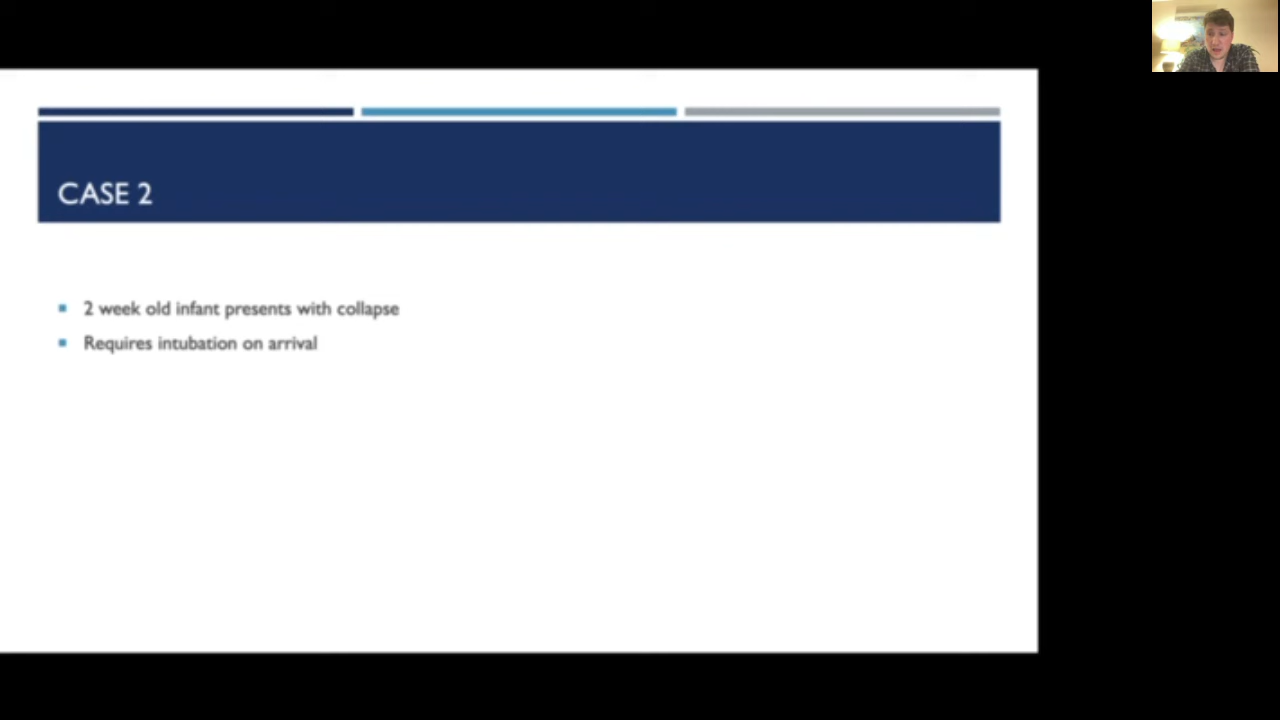 CASE 2
2 week old infant presents with collapse
Requires intubation on arrival